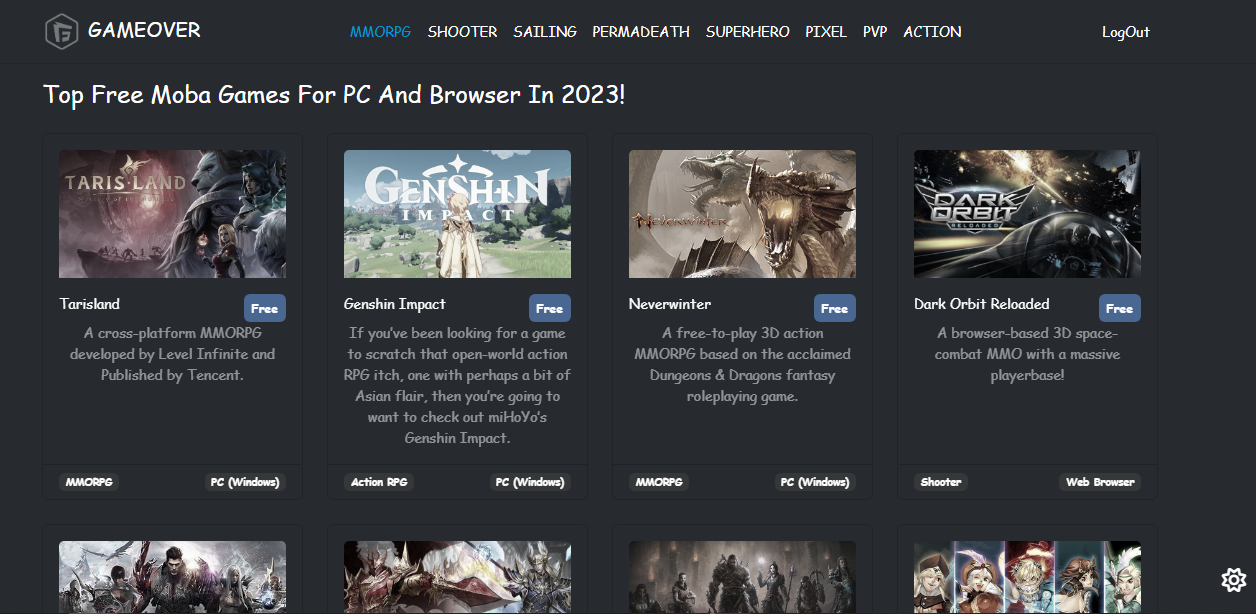 GAMEOVER
MMORPG SHOOTER SAILING PERMADEATH SUPERHERO PIXEL PVP ACTION
LogOut
Top Free Moba Games For PC And Browser In 2023!
TARIS·LAND
Tarisland
Free
A cross-platform MMORPG
developed by Level Infinite and
Published by Tencent.
MMORPG PC (Windows)
GENSHIN
IMPACT
Genshin Impact
Free
If you've been looking for a game
to scratch that open-world action
RPG itch, one with perhaps a bit of
Asian flair, then you're going to
want to check out miHoYo's
Genshin Impact.
Action RPG PC (Windows)
NEVERWINTER
Neverwinter
Free
A free-to-play 3D action
MMORPG based on the acclaimed
Dungeons & Dragons fantasy
roleplaying game.
MMORPG PC (Windows)
DARK
ORBIT
RELOADED
Dark Orbit Reloaded
Free
A browser-based 3D space-
combat MMO with a massive
playerbase!
Shooter Web Browser